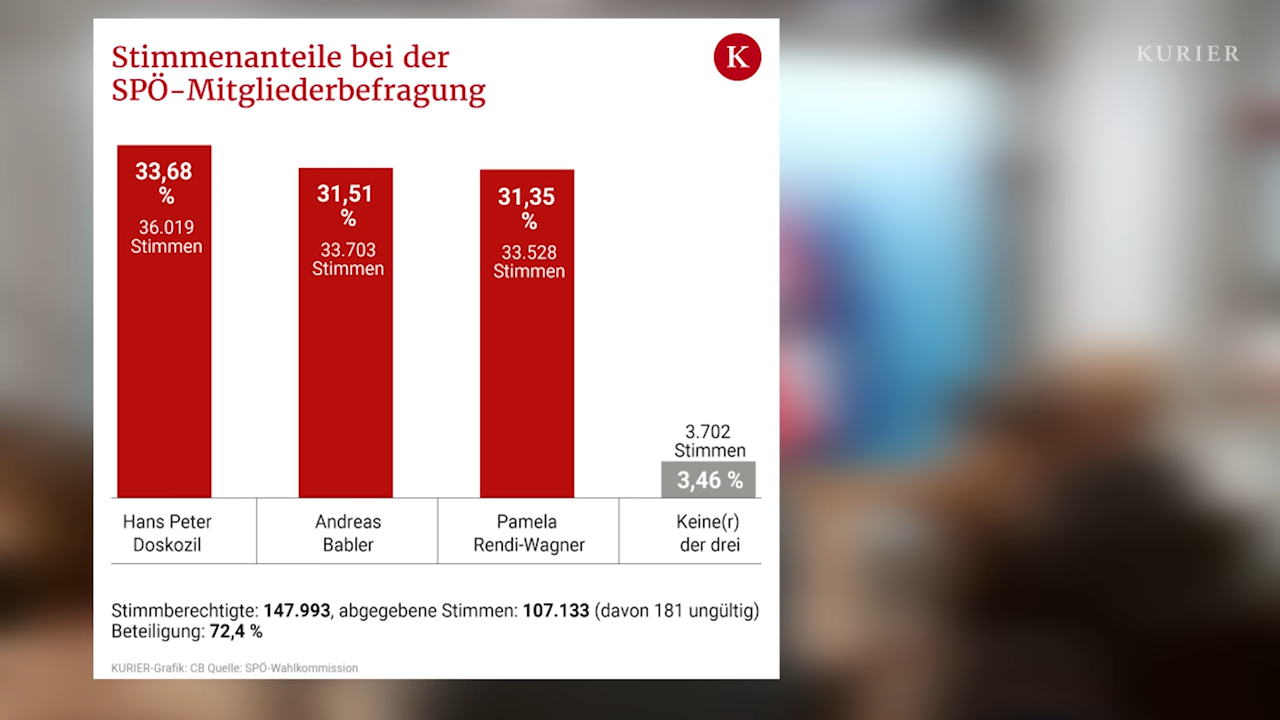 Stimmenanteile bei der
SPÖ-Mitgliederbefragung
K
KURIER
33,68
%
36.019
Stimmen
31,51
%
33.703
Stimmen
31,35
%
33.528
Stimmen
3.702
Stimmen
3,46 %
Hans Peter
Doskozil
Andreas
Babler
Pamela
Rendi-Wagner
Keine(r)
der drei
Stimmberechtigte: 147.993, abgegebene Stimmen: 107.133 (davon 181 ungültig)
Beteiligung: 72,4 %
KURIER-Grafik: CB Quelle: SPÖ-Wahlkommission